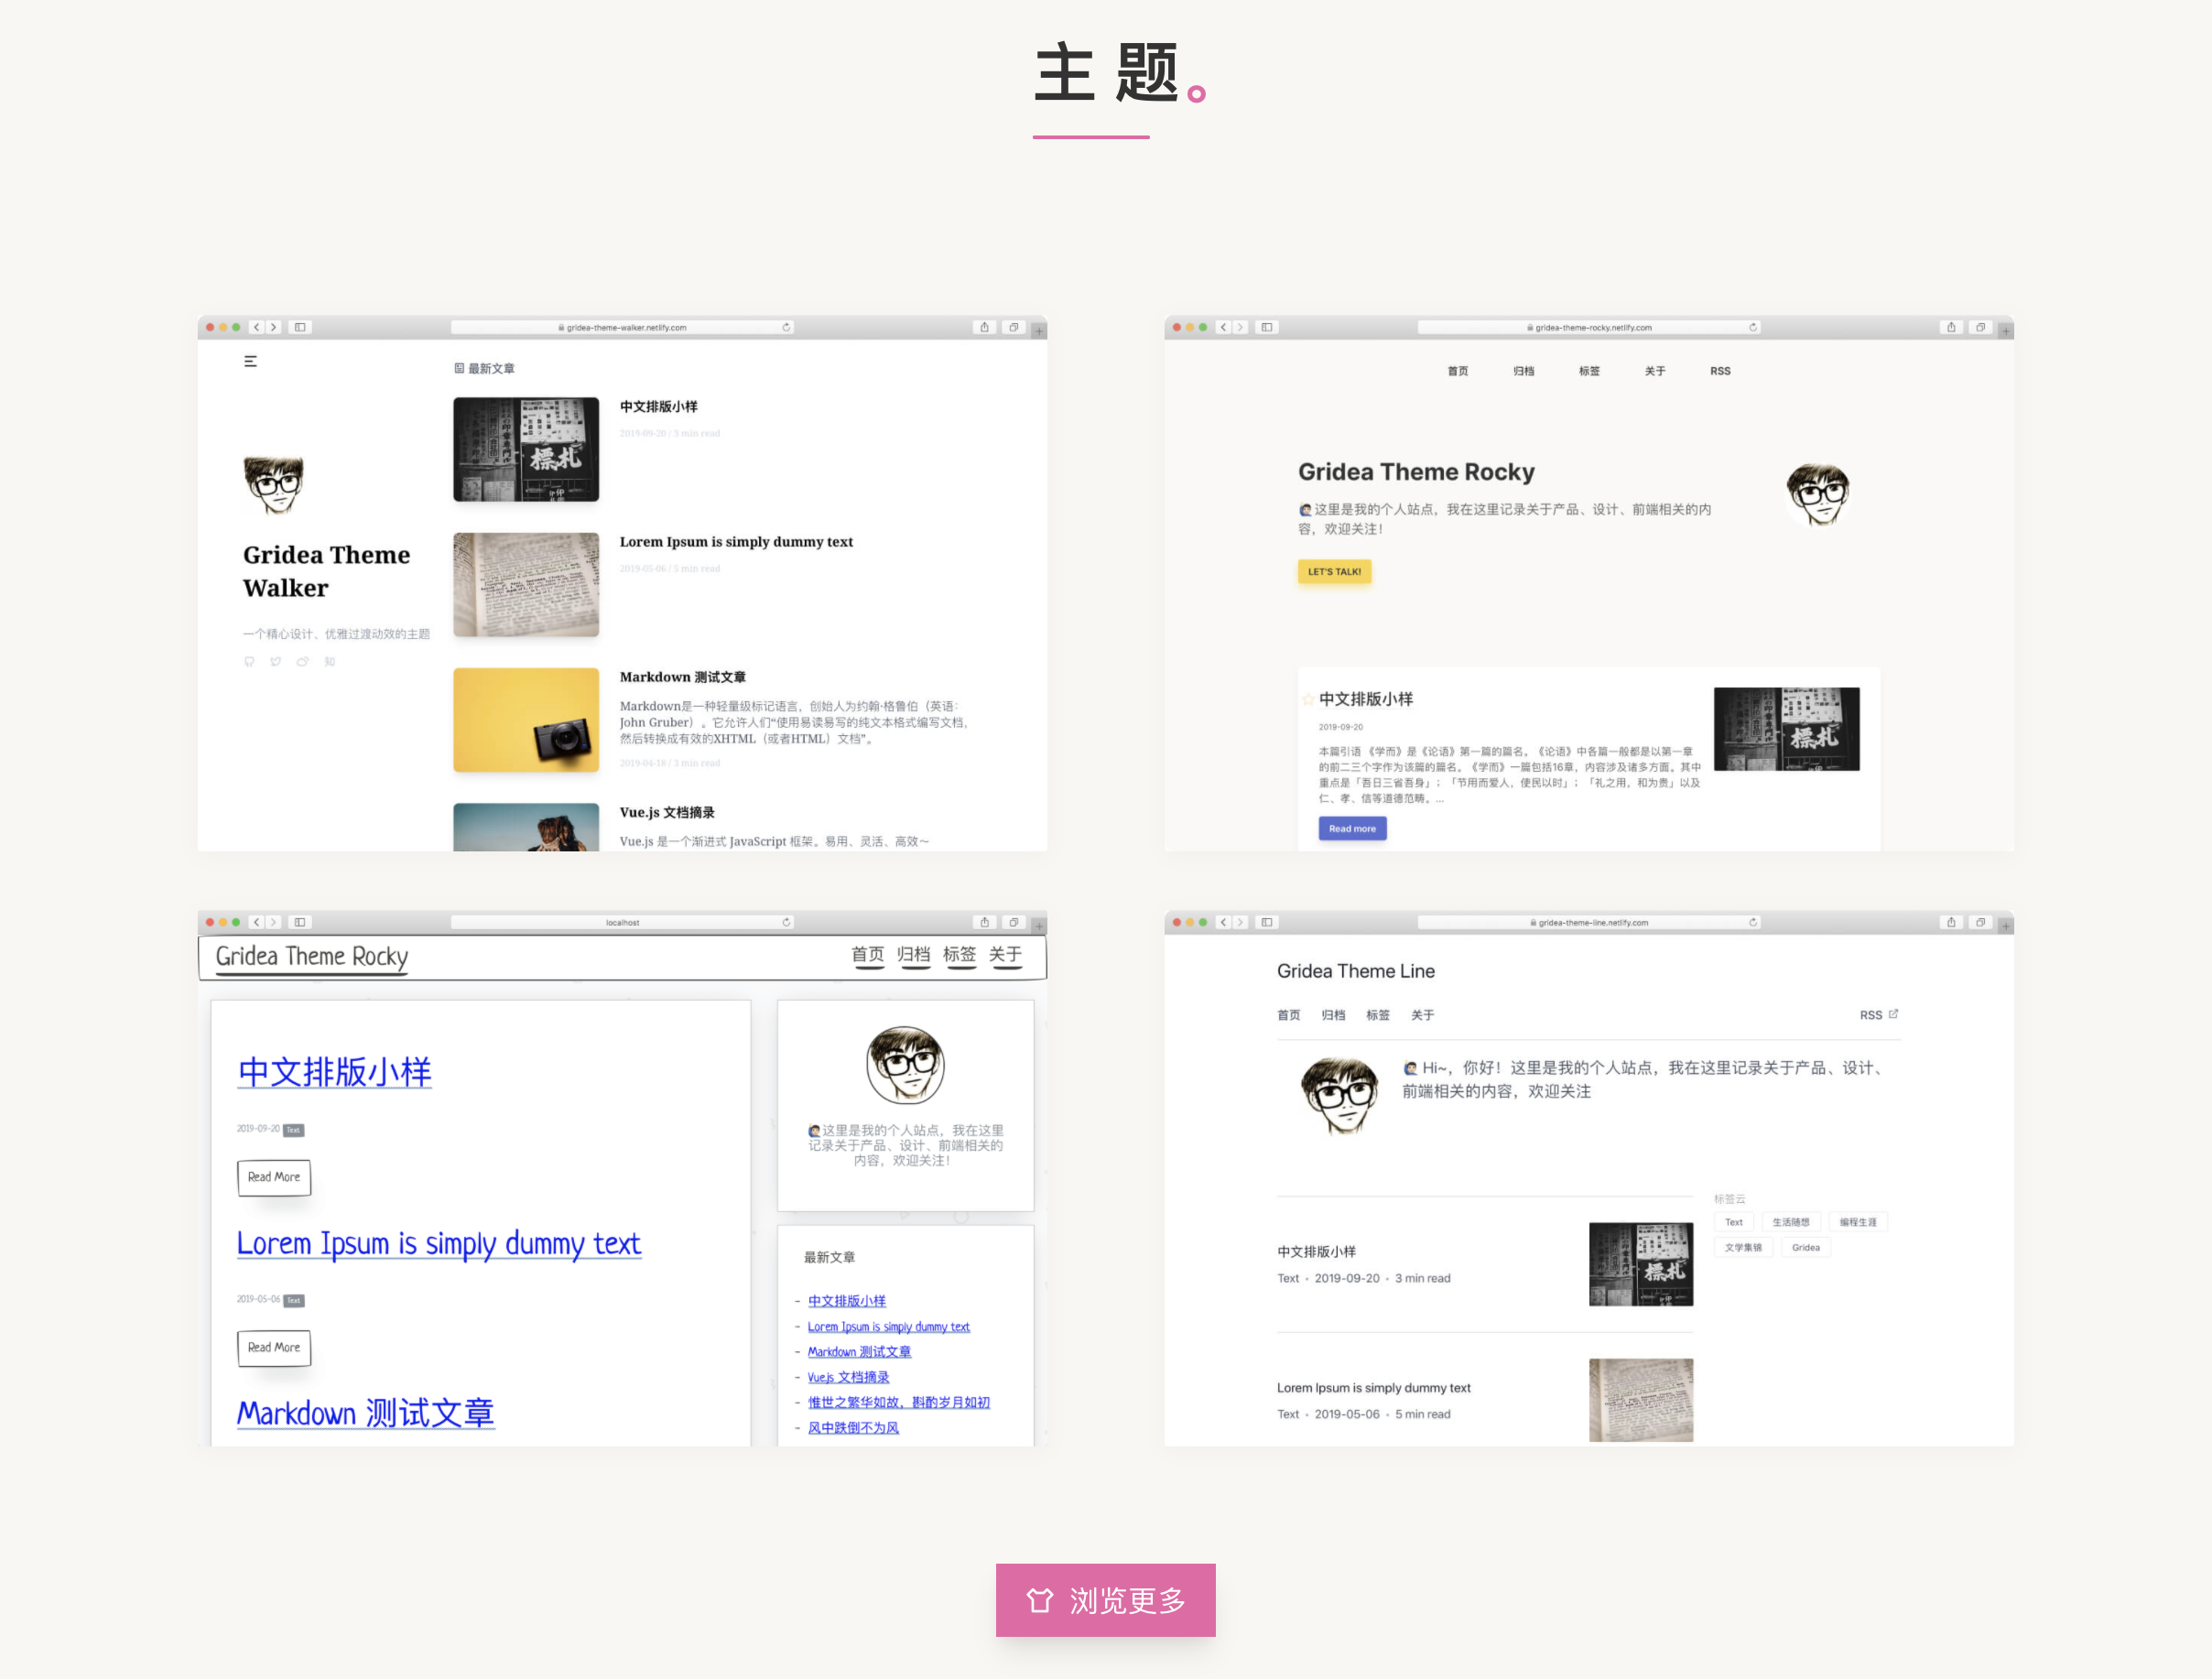 主 题。
gridea-theme-walker.netlify.com
最新文章
中文排版小样
2019-09-20 / 3 min read
標札
Gridea Theme
Walker
一个精心设计、优雅过渡动效的主题
知
Lorem Ipsum is simply dummy text
2019-05-06 / 5 min read
Markdown 测试文章
Markdown是一种轻量级标记语言，创始人为约翰·格鲁伯（英语：
John Gruber）。它允许人们“使用易读易写的纯文本格式编写文档，
然后转换成有效的XHTML（或者HTML）文档”。
2019-04-18 / 3 min read
Vue.js 文档摘录
Vue.js 是一个渐进式 JavaScript 框架。易用、灵活、高效～
gridea-theme-rocky.netlify.com
首页 归档 标签 关于 RSS
Gridea Theme Rocky
🙋这里是我的个人站点，我在这里记录关于产品、设计、前端相关的内
容，欢迎关注！
LET'S TALK!
中文排版小样
2019-09-20
本篇引语 《学而》是《论语》第一篇的篇名。《论语》中各篇一般都是以第一章
的前二三个字作为该篇的篇名。《学而》一篇包括16章，内容涉及诸多方面。其中
重点是「吾日三省吾身」；「节用而爱人，使民以时」；「礼之用，和为贵」以及
仁、孝、信等道德范畴。...
標札
Read more
localhost
Gridea Theme Rocky
首页 归档 标签 关于
中文排版小样
2019-09-20 Text
Read More
Lorem Ipsum is simply dummy text
2019-05-06 Text
Read More
Markdown 测试文章
🙋这里是我的个人站点，我在这里
记录关于产品、设计、前端相关的
内容，欢迎关注！
最新文章
- 中文排版小样
- Lorem Ipsum is simply dummy text
- Markdown 测试文章
- Vue.js 文档摘录
- 惟世之繁华如故，斟酌岁月如初
- 风中跌倒不为风
gridea-theme-line.netlify.com
Gridea Theme Line
首页 归档 标签 关于
RSS
🙋 Hi~，你好！这里是我的个人站点，我在这里记录关于产品、设计、
前端相关的内容，欢迎关注
中文排版小样
Text • 2019-09-20 • 3 min read
標札
Lorem Ipsum is simply dummy text
Text • 2019-05-06 • 5 min read
标签云
Text 生活随想 编程生涯
文学集锦 Gridea
浏览更多